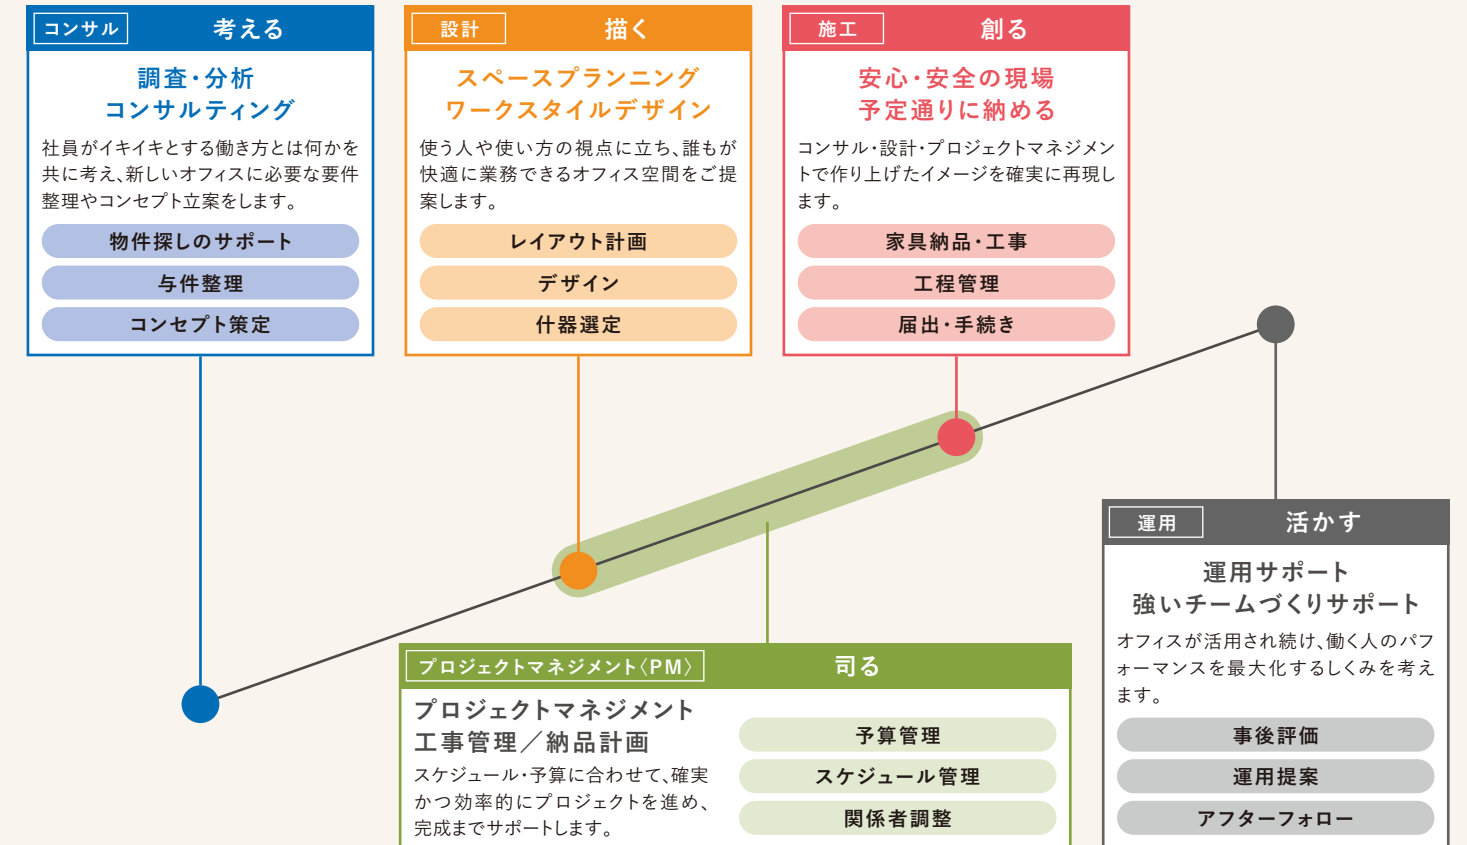 コンサル 考える
調査・分析
コンサルティング
社員がイキイキとする働き方とは何かを
共に考え、新しいオフィスに必要な要件
整理やコンセプト立案をします。
物件探しのサポート
与件整理
コンセプト策定
設計 描く
スペースプランニング
ワークスタイルデザイン
使う人や使い方の視点に立ち、誰もが
快適に業務できるオフィス空間をご提
案します。
レイアウト計画
デザイン
什器選定
施工 創る
安心・安全の現場
予定通りに納める
コンサル・設計・プロジェクトマネジメン
トで作り上げたイメージを確実に再現し
ます。
家具納品・工事
工程管理
届出・手続き
プロジェクトマネジメント〈PM〉 司る
プロジェクトマネジメント
工事管理／納品計画
スケジュール・予算に合わせて、確実
かつ効率的にプロジェクトを進め、
完成までサポートします。
予算管理
スケジュール管理
関係者調整
運用 活かす
運用サポート
強いチームづくりサポート
オフィスが活用され続け、働く人のパフ
ォーマンスを最大化するしくみを考え
ます。
事後評価
運用提案
アフターフォロー